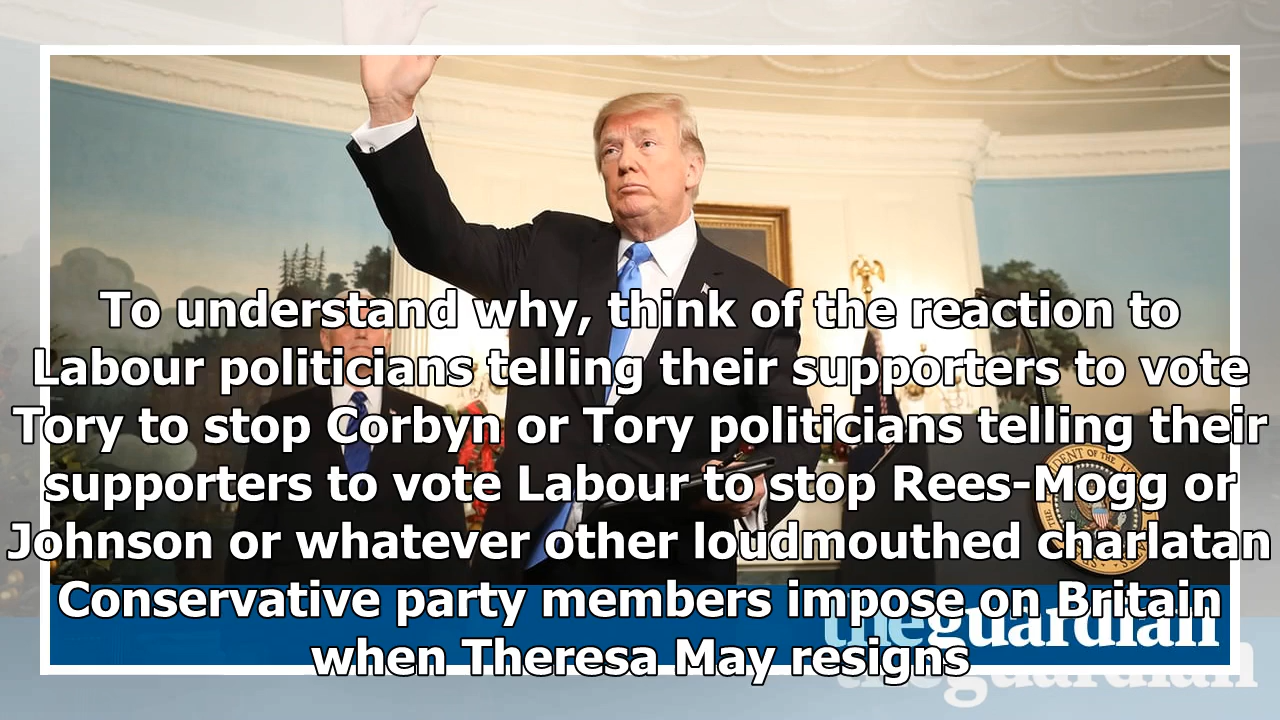 To understand why, think of the reaction to
Labour politicians telling their supporters to vote
Tory to stop Corbyn or Tory politicians telling their
supporters to vote Labour to stop Rees-Mogg or
Johnson or whatever other loudmouthed charlatan
Conservative party members impose on Britain
when Theresa May resigns
theguardian
theguardian